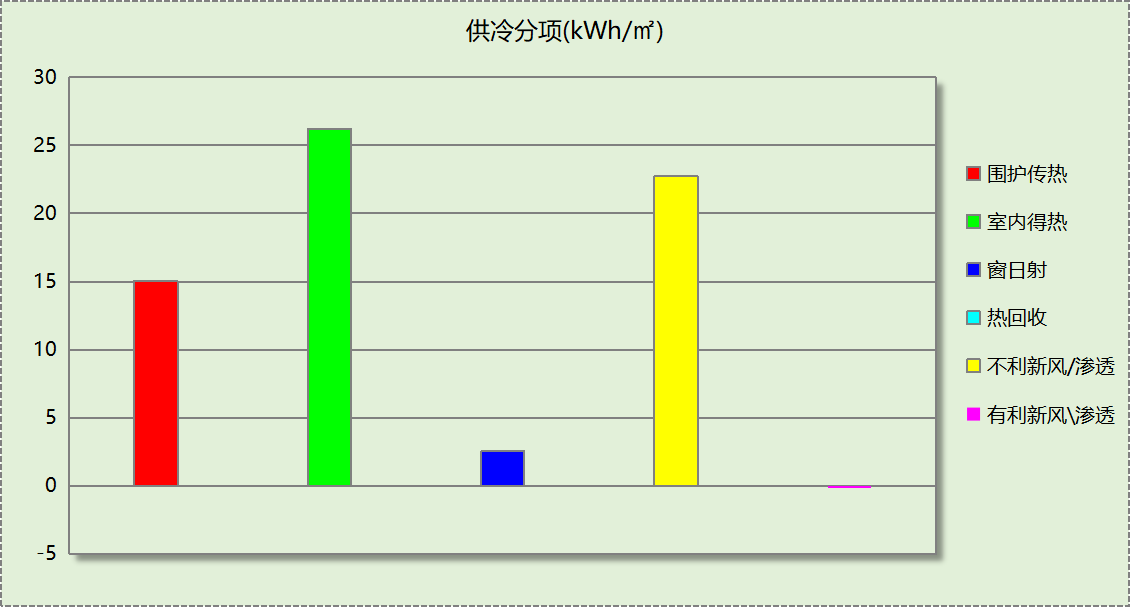 供冷分项(kWh/㎡)
30
25
20
15
10
5
0
-5
围护传热
室内得热
窗日射
热回收
不利新风/渗透
有利新风\渗透